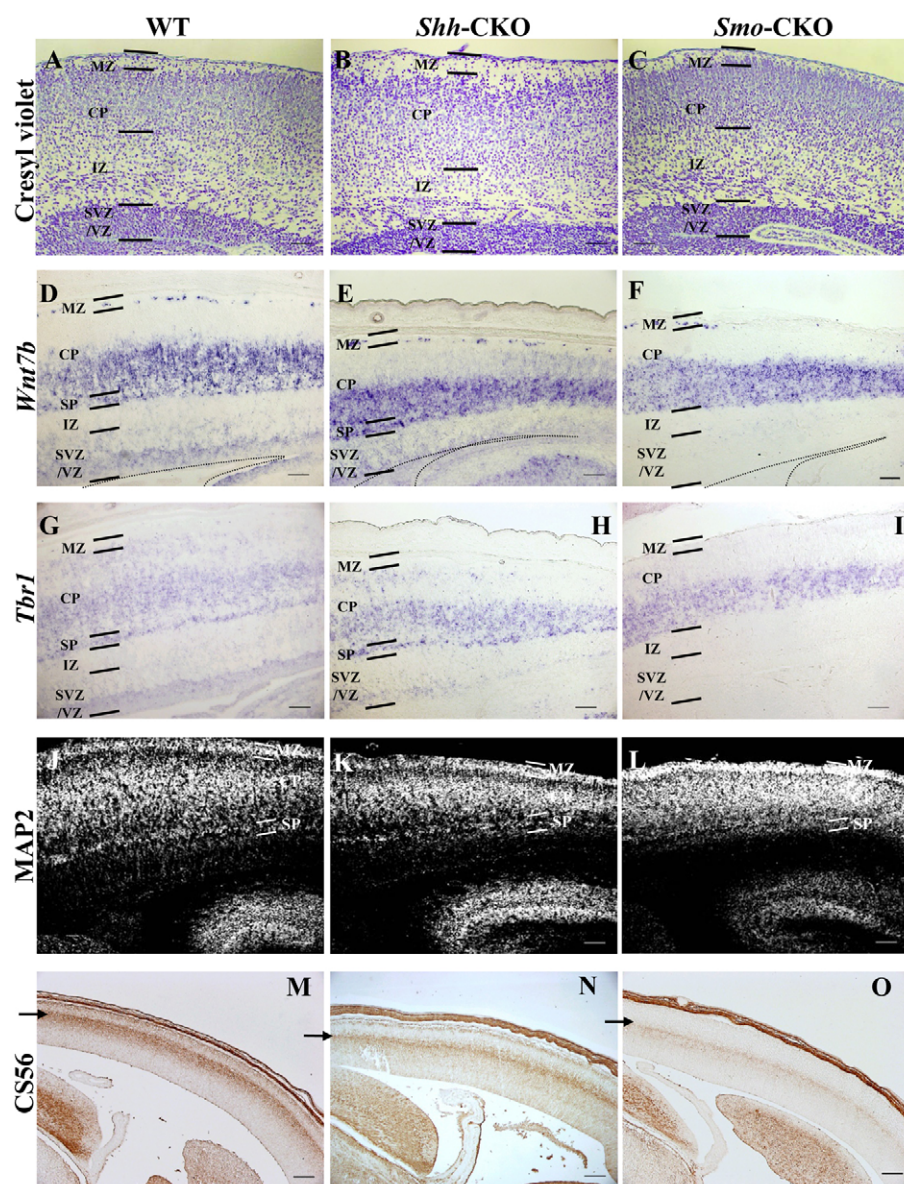 WT Shh-CKO Smo-CKO
Cresyl violet
A B C
MZ MZ MZ
CP CP CP
IZ IZ IZ
SVZ SVZ SVZ
/VZ /VZ /VZ
Wnt7b
D E F
MZ MZ MZ
CP CP CP
SP SP IZ
IZ SVZ SVZ
SVZ /VZ /VZ
/VZ
Tbr1
G H I
MZ MZ MZ
CP CP CP
SP SP IZ
IZ SVZ SVZ
SVZ /VZ /VZ
/VZ
MAP2
J K L
MZ MZ MZ
CP
SP SP SP
CS56
M N O